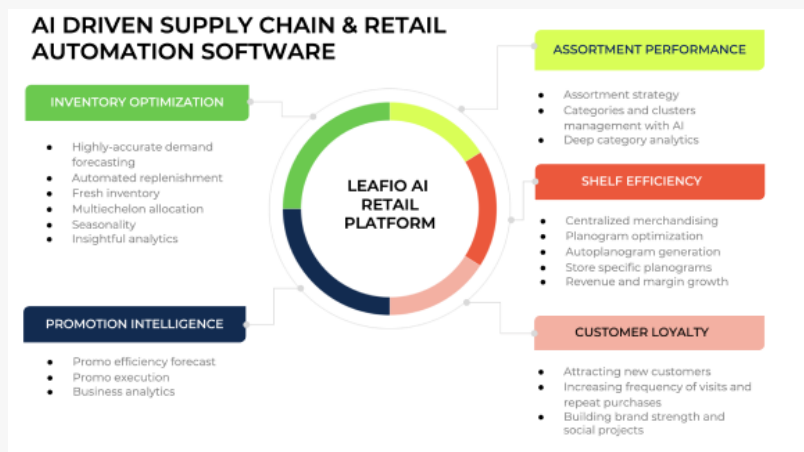 AI DRIVEN SUPPLY CHAIN & RETAIL
AUTOMATION SOFTWARE
INVENTORY OPTIMIZATION
● Highly-accurate demand
forecasting
● Automated replenishment
● Fresh inventory
● Multiechelon allocation
● Seasonality
● Insightful analytics
PROMOTION INTELLIGENCE
● Promo efficiency forecast
● Promo execution
● Business analytics
LEAFIO AI
RETAIL
PLATFORM
ASSORTMENT PERFORMANCE
● Assortment strategy
● Categories and clusters
management with AI
● Deep category analytics
SHELF EFFICIENCY
● Centralized merchandising
● Planogram optimization
● Autoplanogram generation
● Store specific planograms
● Revenue and margin growth
CUSTOMER LOYALTY
● Attracting new customers
● Increasing frequency of visits and
repeat purchases
● Building brand strength and
social projects